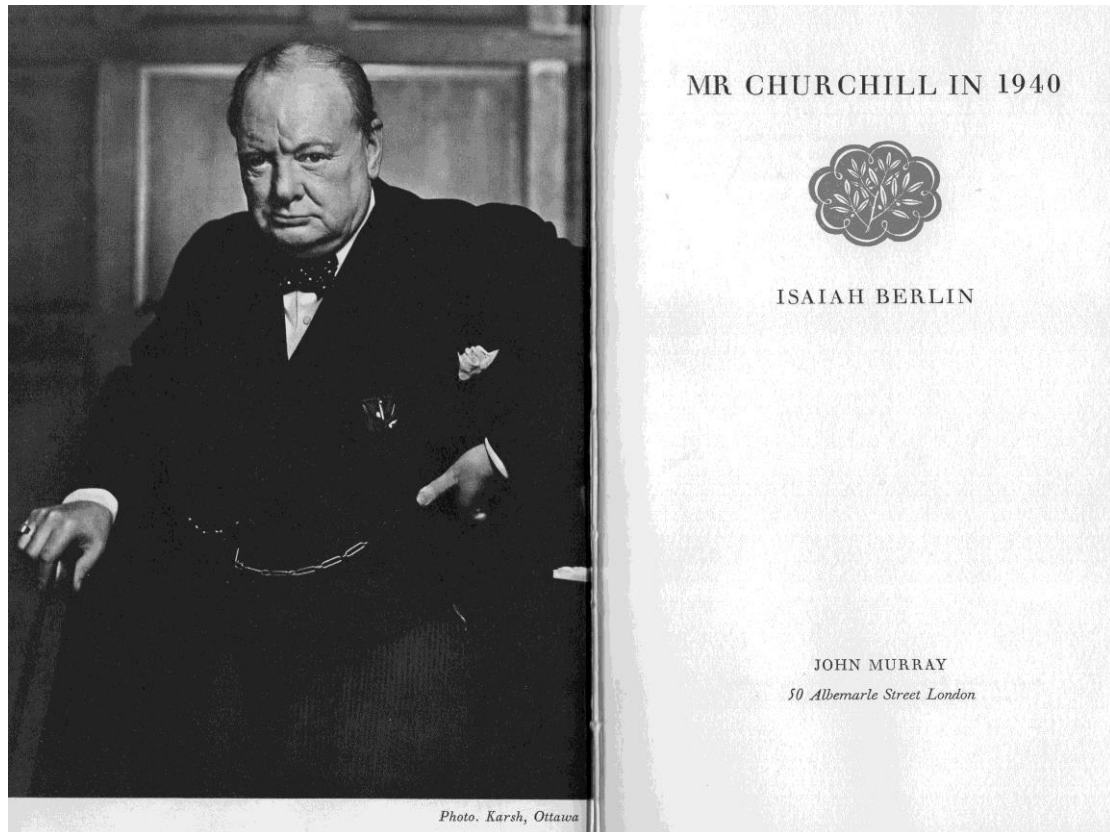 Photo. Karsh, Ottawa
MR CHURCHILL IN 1940
ISAIAH BERLIN
JOHN MURRAY
50 Albemarle Street London